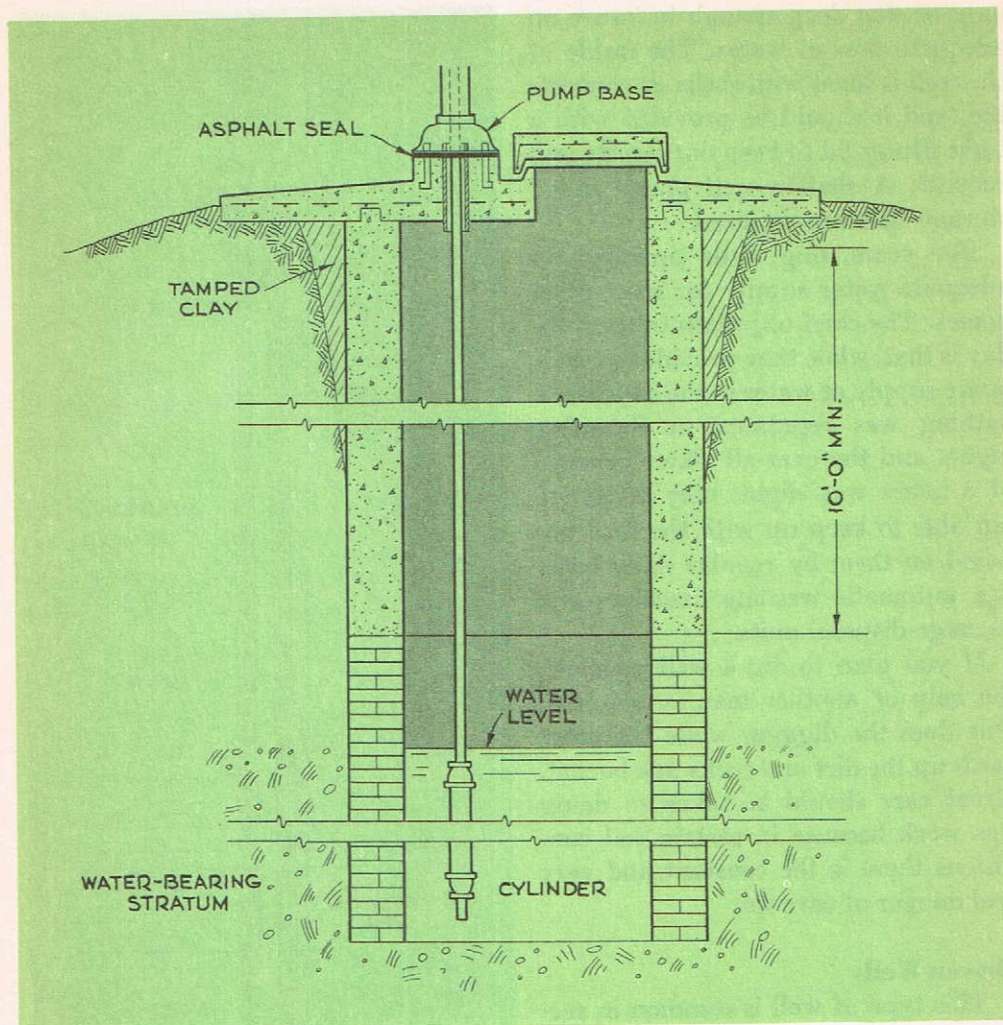 PUMP BASE
ASPHALT SEAL
TAMPED
CLAY
10'-0 MIN
WATER
LEVEL
WATER-BEARING
STRATUM
CYLINDER